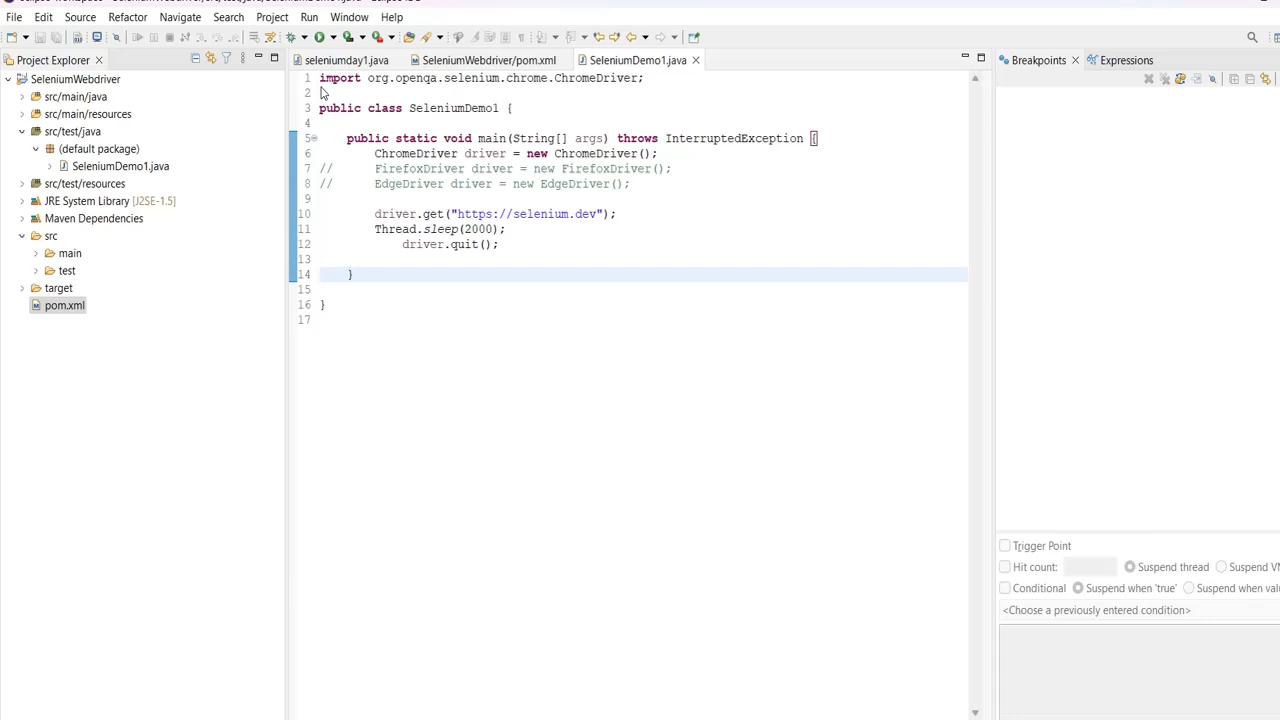 File Edit Source Refactor Navigate Search Project Run Window Help
Project Explorer
SeleniumWebdriver
src/main/java
src/main/resources
src/test/java
(default package)
SeleniumDemo1.java
src/test/resources
JRE System Library [J2SE-1.5]
Maven Dependencies
src
main
test
target
pom.xml
seleniumday1.java SeleniumWebdriver/pom.xml SeleniumDemo1.java
1 import org.openqa.selenium.chrome.ChromeDriver;
2
3 public class SeleniumDemo1 {
4
5 public static void main(String[] args) throws InterruptedException {
6 ChromeDriver driver = new ChromeDriver();
7 // FirefoxDriver driver = new FirefoxDriver();
8 // EdgeDriver driver = new EdgeDriver();
9
10 driver.get("https://selenium.dev");
11 Thread.sleep(2000);
12 driver.quit();
13
14 }
15
16 }
17
Breakpoints Expressions
Trigger Point
Hit count: Suspend thread Suspend VM
Conditional Suspend when 'true' Suspend when
<Choose a previously entered condition>